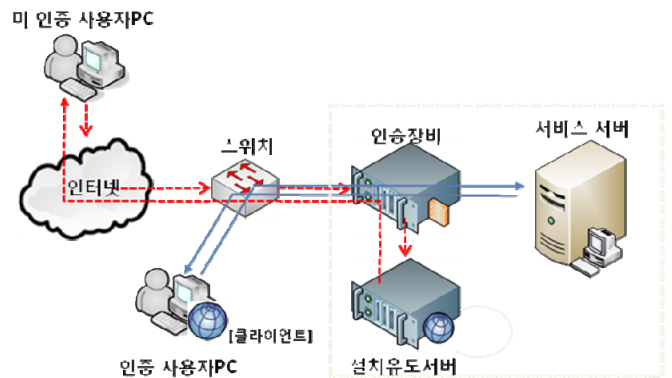 미 인증 사용자PC
인터넷
스위치
인승장비
서비스 서버
[클라이언트]
인증 사용자PC
설치유도서버